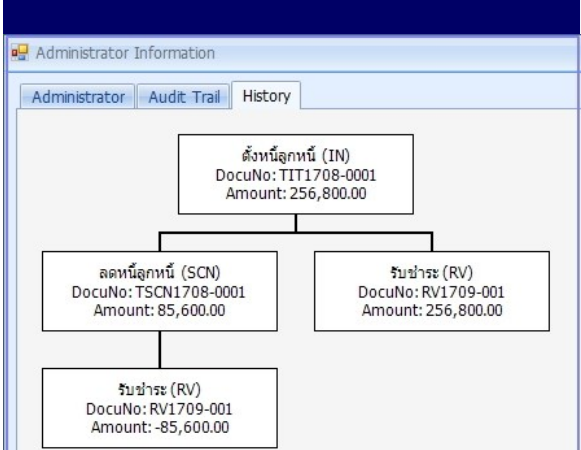 Administrator Information
Administrator Audit Trail History
ตั้งหนี้ลูกหนี้ (IN)
DocuNo: TIT1708-0001
Amount: 256,800.00
ลดหนี้ลูกหนี้ (SCN)
DocuNo: TSCN1708-0001
Amount: 85,600.00
รับชำระ (RV)
DocuNo: RV1709-001
Amount: 256,800.00
รับชำระ (RV)
DocuNo: RV1709-001
Amount: -85,600.00